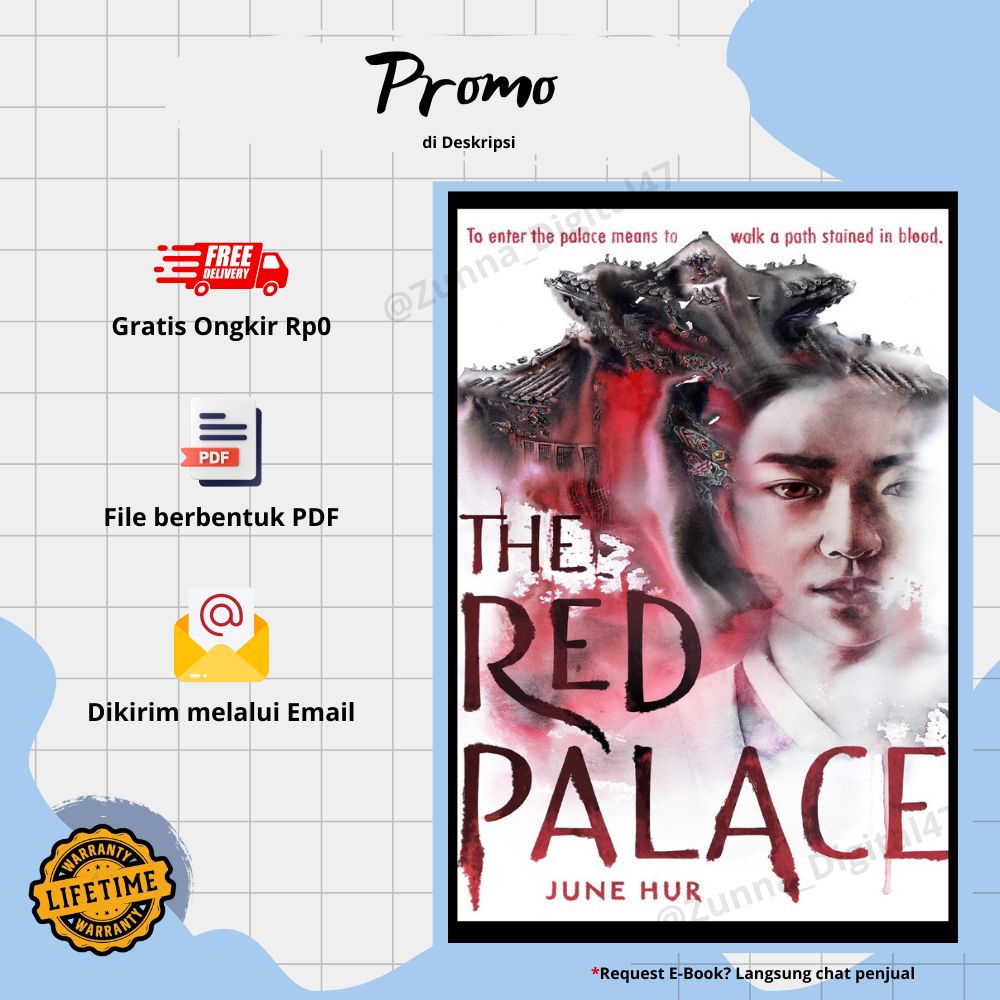 Promo
di Deskripsi
FREE
DELIVERY
Gratis Ongkir Rp0
PDF
File berbentuk PDF
@
Dikirim melalui Email
WARRANTY
LIFETIME
WARRANTY
@Zunna_Digital47
To enter the palace means to walk a path stained in blood.
THE
RED
PALACE
JUNE HUR
@Zunna_Digital47
*Request E-Book? Langsung chat penjual